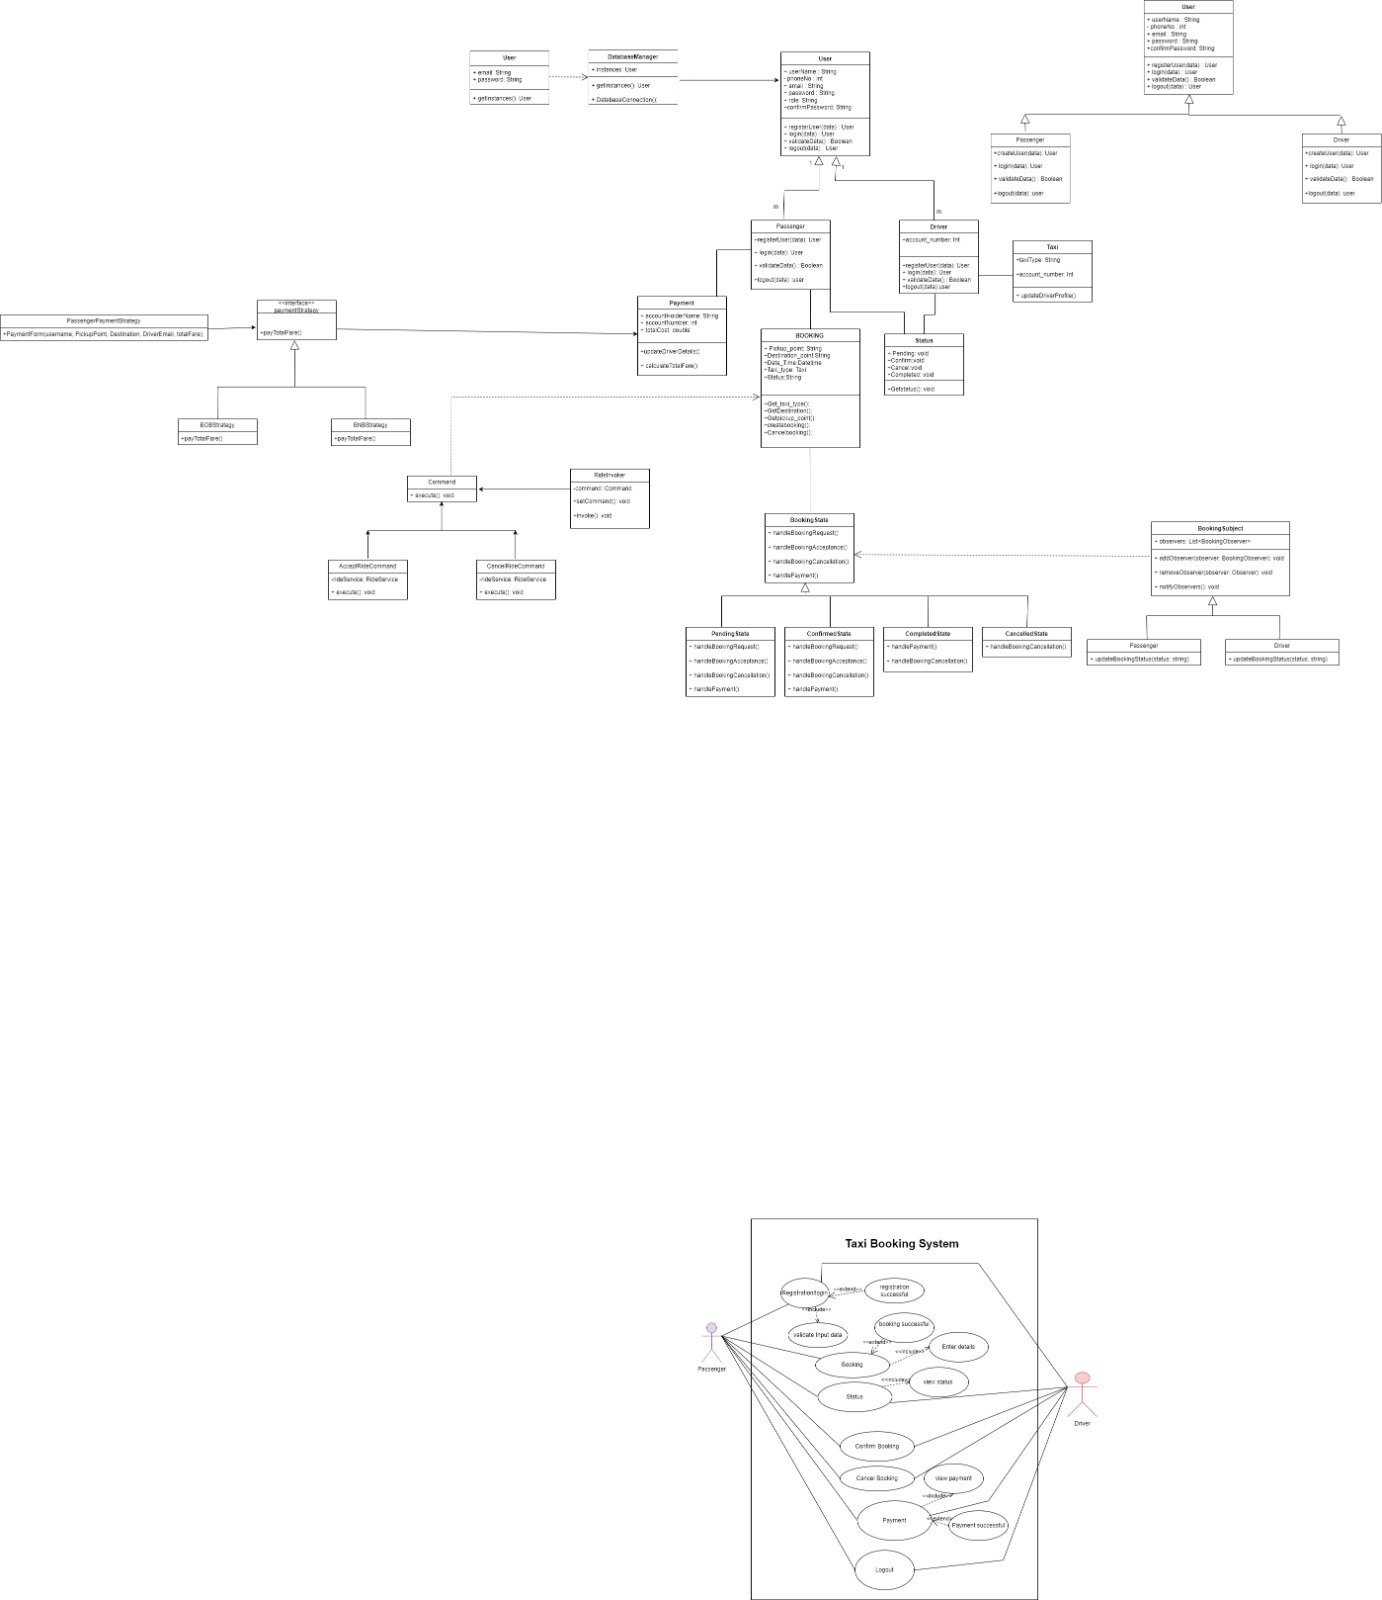 User
+ userName : String
- phoneNo : int
+ email : String
+ password : String
+confirmPassword: String
+ registerUser(data) : User
+ login(data) : User
+ validateData() : Boolean
+ logout(data) : User
Passenger
+createUser(data): User
+ login(data): User
+ validateData() : Boolean
+logout(data):user
Driver
+createUser(data): User
+ login(data): User
+ validateData() : Boolean
+logout(data):user
User
+ email: String
+ password: String
+ getInstances(): User
DatabaseManager
+ instances: User
+ getInstances(): User
+ DatabaseConnection();
User
+ userName : String
- phoneNo : int
+ email : String
+ password : String
+ role: String
+confirmPassword: String
+ registerUser(data) : User
+ login(data) : User
+ validateData() : Boolean
+ logout(data) : User
1
1
m
m
Passenger
+registerUser(data): User
+ login(data): User
+ validateData() : Boolean
+logout(data):user
Driver
+account_number: Int
+registerUser(data): User
+ login(data): User
+ validateData() : Boolean
+logout(data):user
Taxi
+taxiType: String
+account_number: Int
+ updateDriverProfile()
Payment
+ accountHolderName: String
+ accountNumber: int
+ totalCost: double
+updateDriverDetails()
+ calculateTotalFare()
PassengerPaymentStrategy
+PaymentForm(username, PickupPoint, Destination, DriverEmail, totalFare);
<<interface>>
paymentStrategy
+payTotalFare()
BOBStrategy
+payTotalFare()
BNBStrategy
+payTotalFare()
BOOKING
+ Pickup_point: String
+Destination_point:String
+Date_Time:Datetime
+Taxi_type: Taxi
+Status:String
+Get_taxi_type();
+GetDestination();
+Getpickup_point();
+createbooking();
+Cancelbooking();
Status
+ Pending: void
+Confirm:void
+Cancel:void
+Completed: void
+Getstatus(): void
Command
+ execute(): void
RideInvoker
-command: Command
+setCommand(): void
+invoke(): void
AcceptRideCommand
-rideService: RideService
+ execute(): void
CancelRideCommand
-rideService: RideService
+ execute(): void
BookingState
+ handleBookingRequest()
+ handleBookingAcceptance()
+ handleBookingCancellation()
+ handlePayment()
BookingSubject
+ observers: List<BookingObserver>
+ addObserver(observer: BookingObserver): void
+ removeObserver(observer: Observer): void
+ notifyObservers(): void
PendingState
+ handleBookingRequest()
+ handleBookingAcceptance()
+ handleBookingCancellation()
+ handlePayment()
ConfirmedState
+ handleBookingRequest()
+ handleBookingAcceptance()
+ handleBookingCancellation()
+ handlePayment()
CompletedState
+ handlePayment()
+ handleBookingCancellation()
CancelledState
+ handleBookingCancellation()
Passenger
+ updateBookingStatus(status: string)
Driver
+ updateBookingStatus(status: string)
Taxi Booking System
Registration/login
<<extend>>
registration
successful
<<include>>
validate input data
booking successful
<<extend>>
Booking
<<include>>
Enter details
Status
<<include>>
view status
Passenger
Driver
Confirm Booking
Cancel Booking
view payment
<<include>>
Payment
<<extend>>
Payment successful
Logout